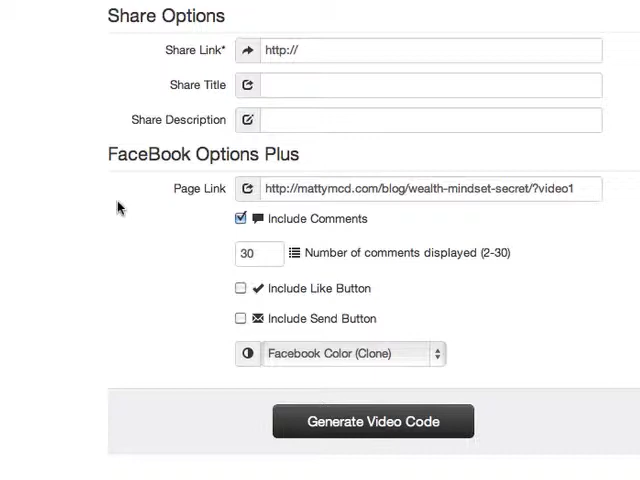 Share Options
Share Link* http://
Share Title
Share Description
FaceBook Options Plus
Page Link http://mattymcd.com/blog/wealth-mindset-secret/?video1
Include Comments
30 Number of comments displayed (2-30)
Include Like Button
Include Send Button
Facebook Color (Clone)
Generate Video Code